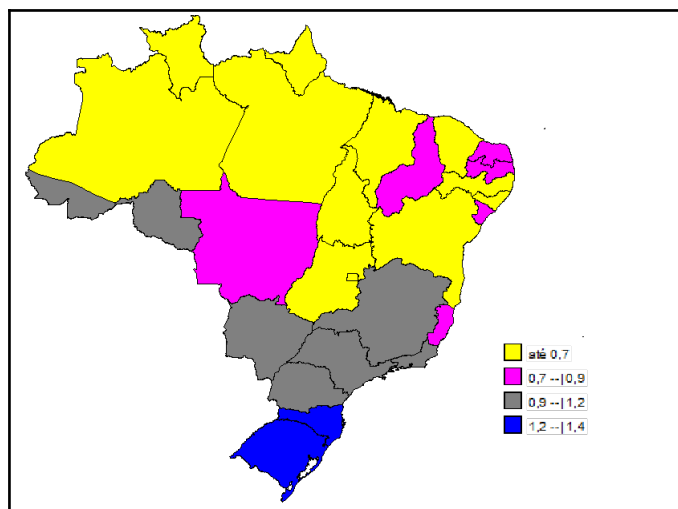 até 0,7
0,7 --| 0,9
0,9 --| 1,2
1,2 --| 1,4